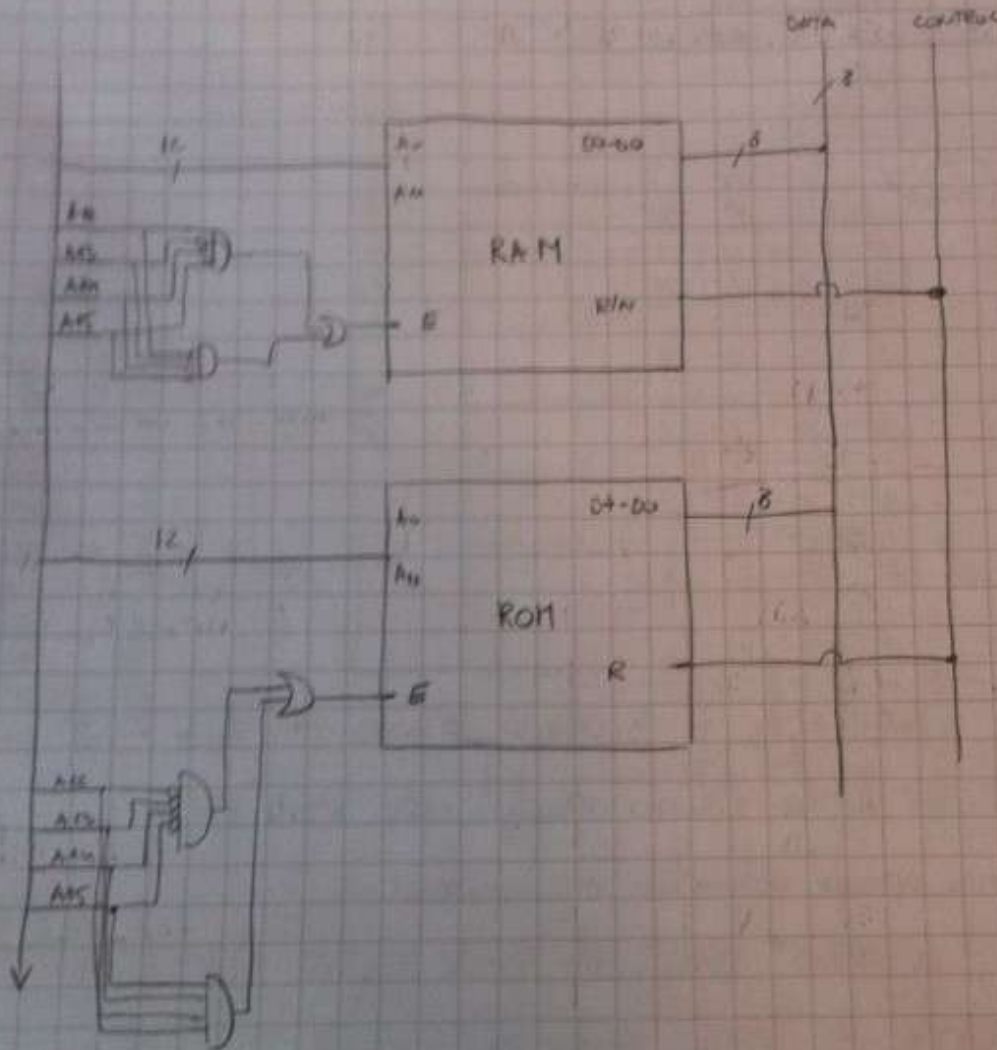 DATA
CONTROL
8
12
A0
A11
D7-D0
8
RAM
R/W
E
A12
A13
A14
A15
12
A0
A11
D7-D0
8
ROM
R
E
A12
A13
A14
A15